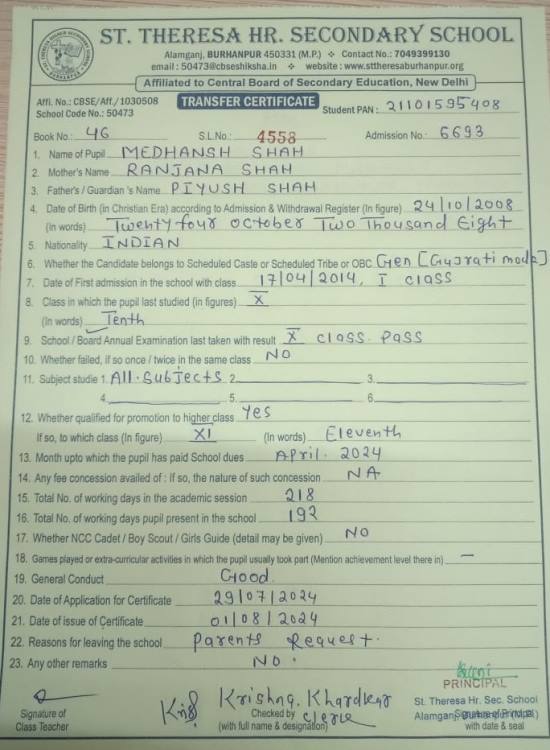 ST. THERESA HR. SECONDARY SCHOOL
Alamganj, BURHANPUR 450331 (M.P.) ❖ Contact No.: 7049399130
email : 50473@cbseshiksha.in ❖ website : www.sttheresaburhanpur.org
Affiliated to Central Board of Secondary Education, New Delhi
Affi. No.: CBSE/Aff./1030508
School Code No.: 50473
TRANSFER CERTIFICATE
Student PAN : 21101595408
Book No.: 46 S.L.No.: 4558 Admission No.: 6693
1. Name of Pupil MEDHANSH SHAH
2. Mother's Name RANJANA SHAH
3. Father's / Guardian 's Name PIYUSH SHAH
4. Date of Birth (in Christian Era) according to Admission & Withdrawal Register (In figure) 24/10/2008
(in words) Twenty four october Two Thousand Eight
5. Nationality INDIAN
6. Whether the Candidate belongs to Scheduled Caste or Scheduled Tribe or OBC Gen [Gujrati modh]
7. Date of First admission in the school with class 17/04/2014, I class
8. Class in which the pupil last studied (in figures) X
(In words) Tenth
9. School / Board Annual Examination last taken with result X class Pass
10. Whether failed, if so once / twice in the same class NO
11. Subject studie 1. All. Subjects 2. 3.
4. 5. 6.
12. Whether qualified for promotion to higher class Yes
If so, to which class (In figure) XI (In words) Eleventh
13. Month upto which the pupil has paid School dues April. 2024
14. Any fee concession availed of : If so, the nature of such concession NA
15. Total No. of working days in the academic session 218
16. Total No. of working days pupil present in the school 192
17. Whether NCC Cadet / Boy Scout / Girls Guide (detail may be given) NO
18. Games played or extra-curricular activities in which the pupil usually took part (Mention achievement level there in) —
19. General Conduct Good
20. Date of Application for Certificate 29/07/2024
21. Date of issue of Certificate 01/08/2024
22. Reasons for leaving the school Parents Request.
23. Any other remarks NO.
PRINCIPAL
St. Theresa Hr. Sec. School
Alamganj, Burhanpur (M.P.)
with date & seal
Krishna. Khardkar
Clerk
Signature of
Class Teacher
Checked by
(with full name & designation)